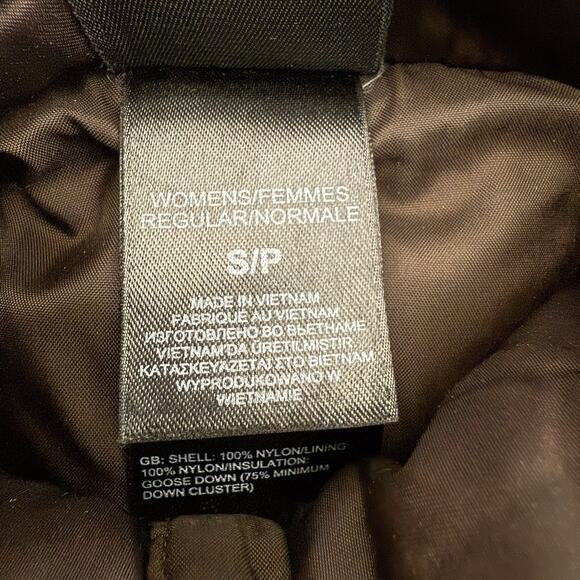 WOMENS/FEMMES
REGULAR/NORMALE
S/P
MADE IN VIETNAM
FABRIQUE AU VIETNAM
ИЗГОТОВЛЕНО ВО ВЬЕТНАМЕ
VIETNAM'DA ÜRETILMISTIR
ΚΑΤΑΣΚΕΥΑΖΕΤΑΙ ΣΤΟ ΒΙΕΤΝΑΜ
WYPRODUKOWANO W
WIETNAMIE
GB: SHELL: 100% NYLON/LINING:
100% NYLON/INSULATION:
GOOSE DOWN (75% MINIMUM
DOWN CLUSTER)